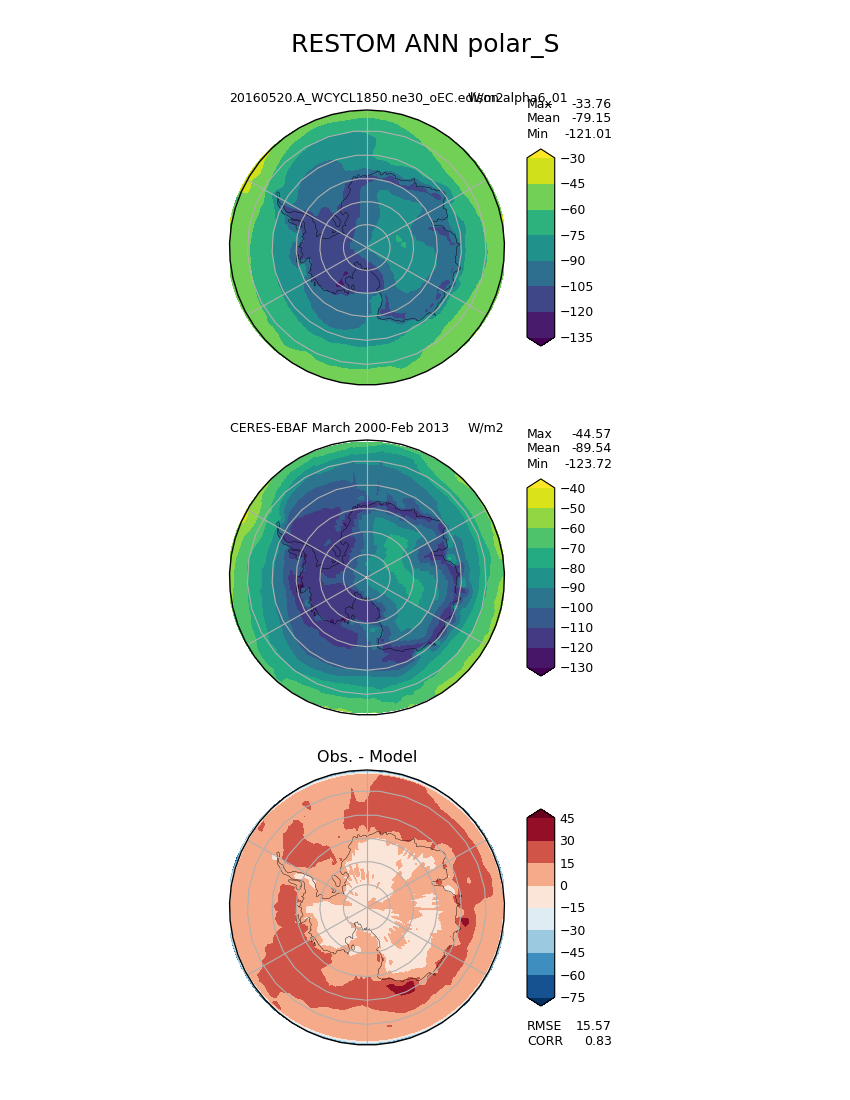 RESTOM ANN polar_S
20160520.A_WCYCL1850.ne30_oEC.edison.alpha6_01 W/m2
Max -33.76
Mean -79.15
Min -121.01
−30
−45
−60
−75
−90
−105
−120
−135
CERES-EBAF March 2000-Feb 2013 W/m2
Max -44.57
Mean -89.54
Min -123.72
−40
−50
−60
−70
−80
−90
−100
−110
−120
−130
Obs. - Model
45
30
15
0
−15
−30
−45
−60
−75
RMSE 15.57
CORR 0.83